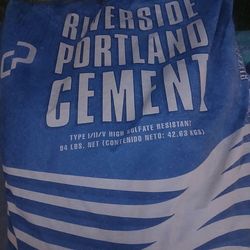 RIVERSIDE
PORTLAND
CEMENT
TYPE I/II/V HIGH SULFATE RESISTANT
94 LBS. NET (CONTENIDO NETO: 42.63 KGS)